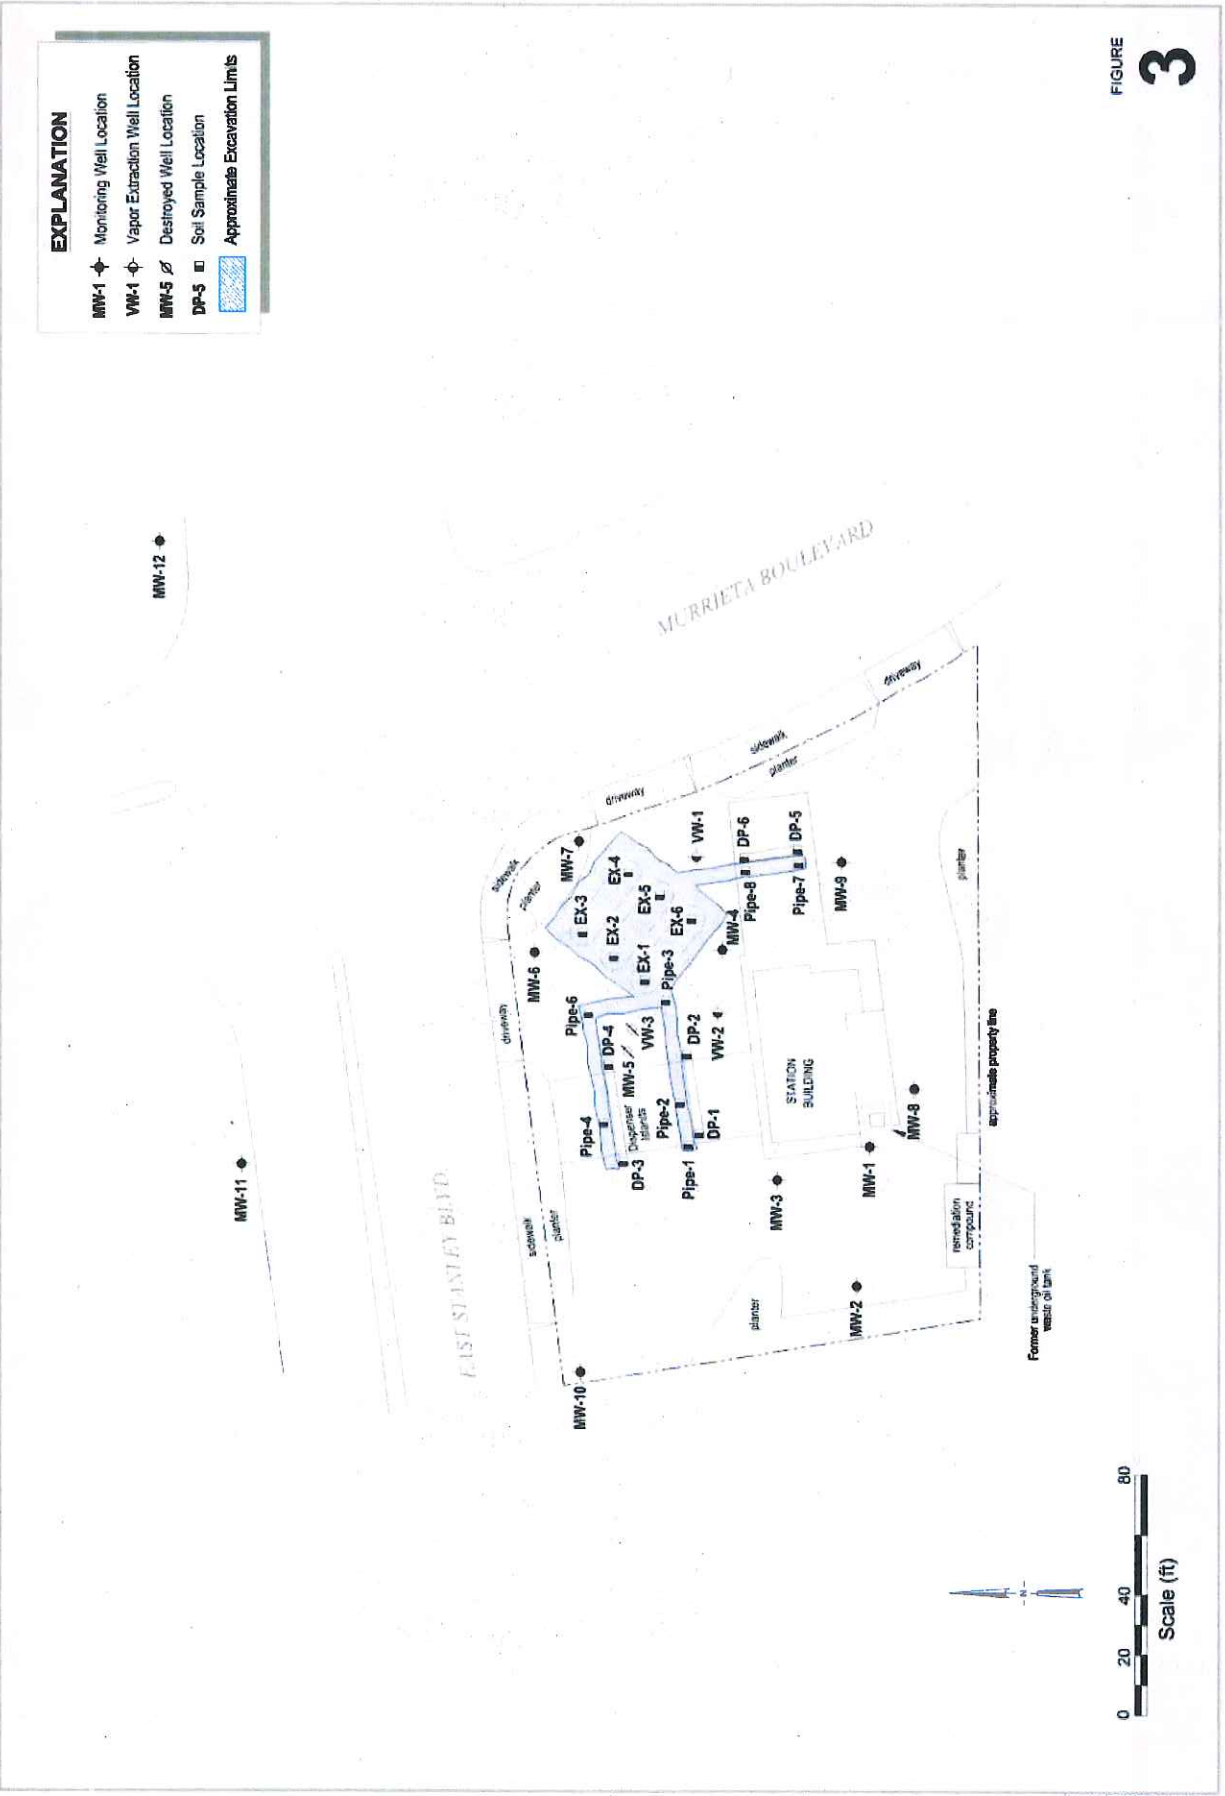 EXPLANATION
MW-1 Monitoring Well Location
VW-1 Vapor Extraction Well Location
MW-5 Destroyed Well Location
DP-5 Soil Sample Location
Approximate Excavation Limits
FIGURE
3
MW-12
MW-11
EAST STANLEY BLVD.
MURRIETA BOULEVARD
sidewalk
planter
driveway
driveway
sidewalk
planter
driveway
driveway
sidewalk
planter
MW-10
MW-6
MW-7
EX-3
EX-4
EX-2
EX-5
EX-1
EX-6
Pipe-6
Pipe-3
DP-4
MW-5
VW-3
Pipe-4
Dispenser
Islands
DP-3
Pipe-2
DP-2
Pipe-1
DP-1
VW-2
VW-1
MW-4
Pipe-8
DP-6
Pipe-7
DP-5
MW-9
STATION
BUILDING
MW-3
MW-1
MW-8
MW-2
planter
planter
remediation
compound
approximate property line
Former underground
waste oil tank
N
0 20 40 80
Scale (ft)